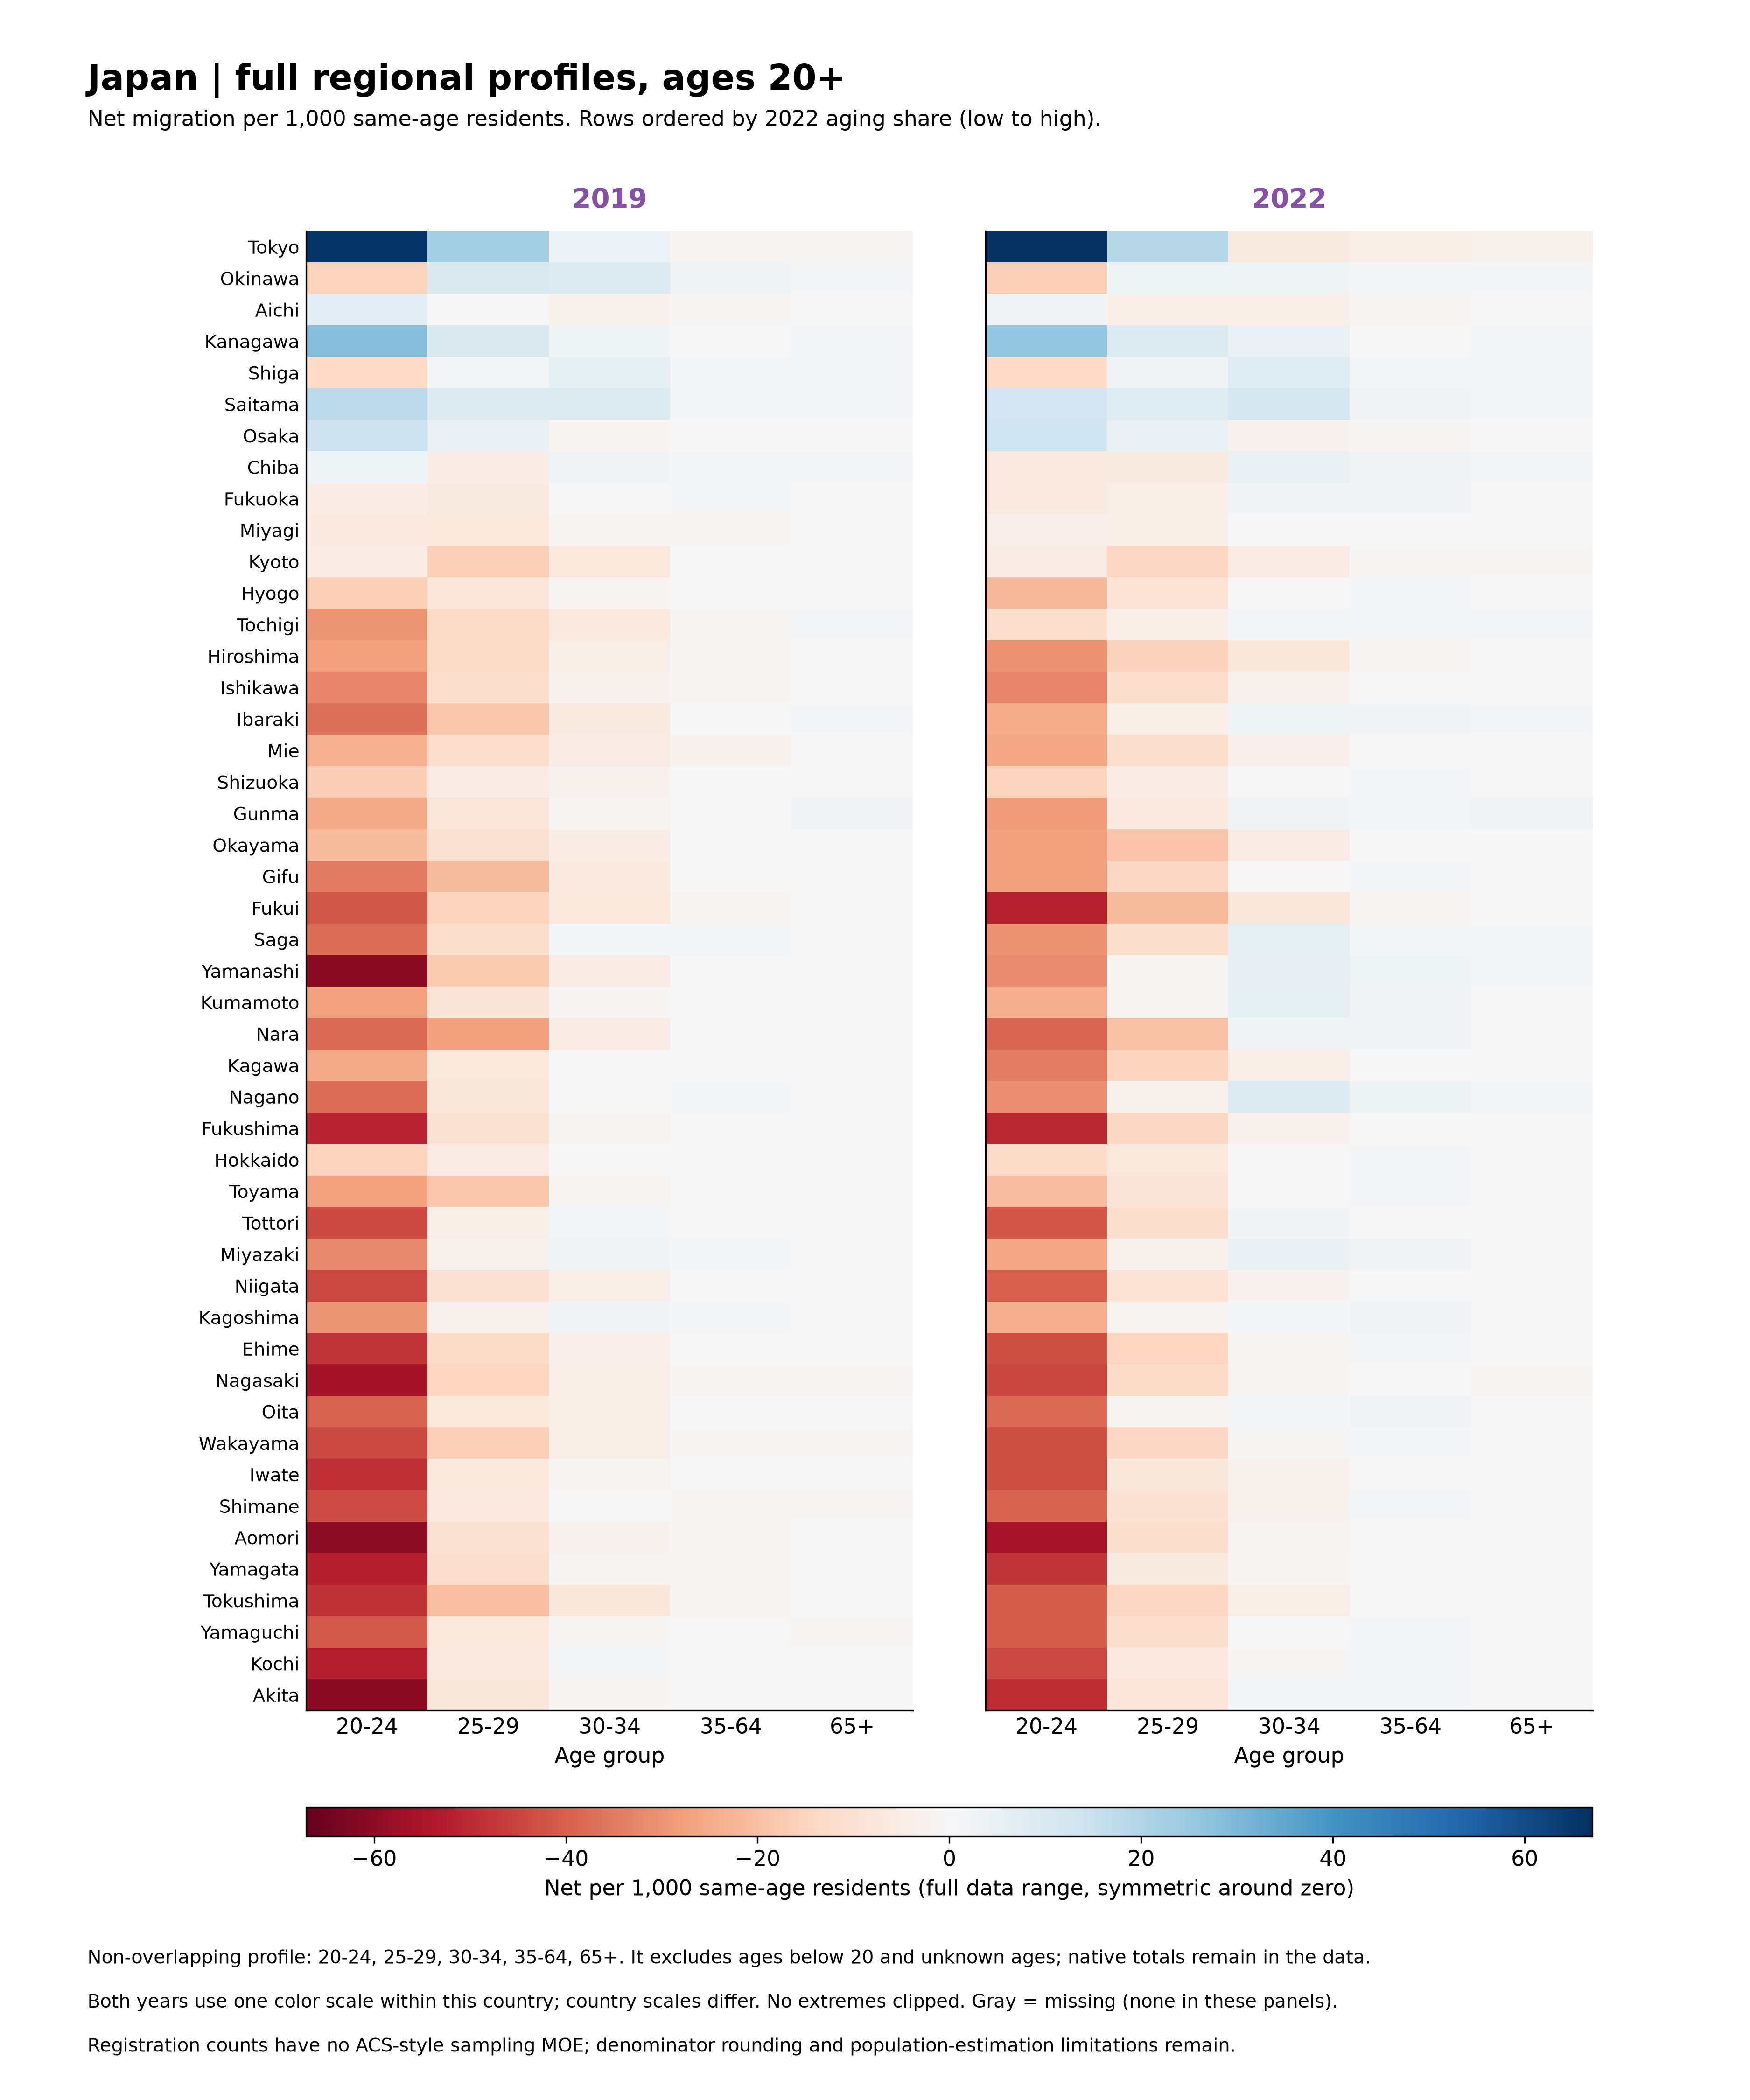 Japan | full regional profiles, ages 20+
Net migration per 1,000 same-age residents. Rows ordered by 2022 aging share (low to high).
2019
2022
Tokyo
Okinawa
Aichi
Kanagawa
Shiga
Saitama
Osaka
Chiba
Fukuoka
Miyagi
Kyoto
Hyogo
Tochigi
Hiroshima
Ishikawa
Ibaraki
Mie
Shizuoka
Gunma
Okayama
Gifu
Fukui
Saga
Yamanashi
Kumamoto
Nara
Kagawa
Nagano
Fukushima
Hokkaido
Toyama
Tottori
Miyazaki
Niigata
Kagoshima
Ehime
Nagasaki
Oita
Wakayama
Iwate
Shimane
Aomori
Yamagata
Tokushima
Yamaguchi
Kochi
Akita
20-24 25-29 30-34 35-64 65+
Age group
20-24 25-29 30-34 35-64 65+
Age group
−60 −40 −20 0 20 40 60
Net per 1,000 same-age residents (full data range, symmetric around zero)
Non-overlapping profile: 20-24, 25-29, 30-34, 35-64, 65+. It excludes ages below 20 and unknown ages; native totals remain in the data.
Both years use one color scale within this country; country scales differ. No extremes clipped. Gray = missing (none in these panels).
Registration counts have no ACS-style sampling MOE; denominator rounding and population-estimation limitations remain.